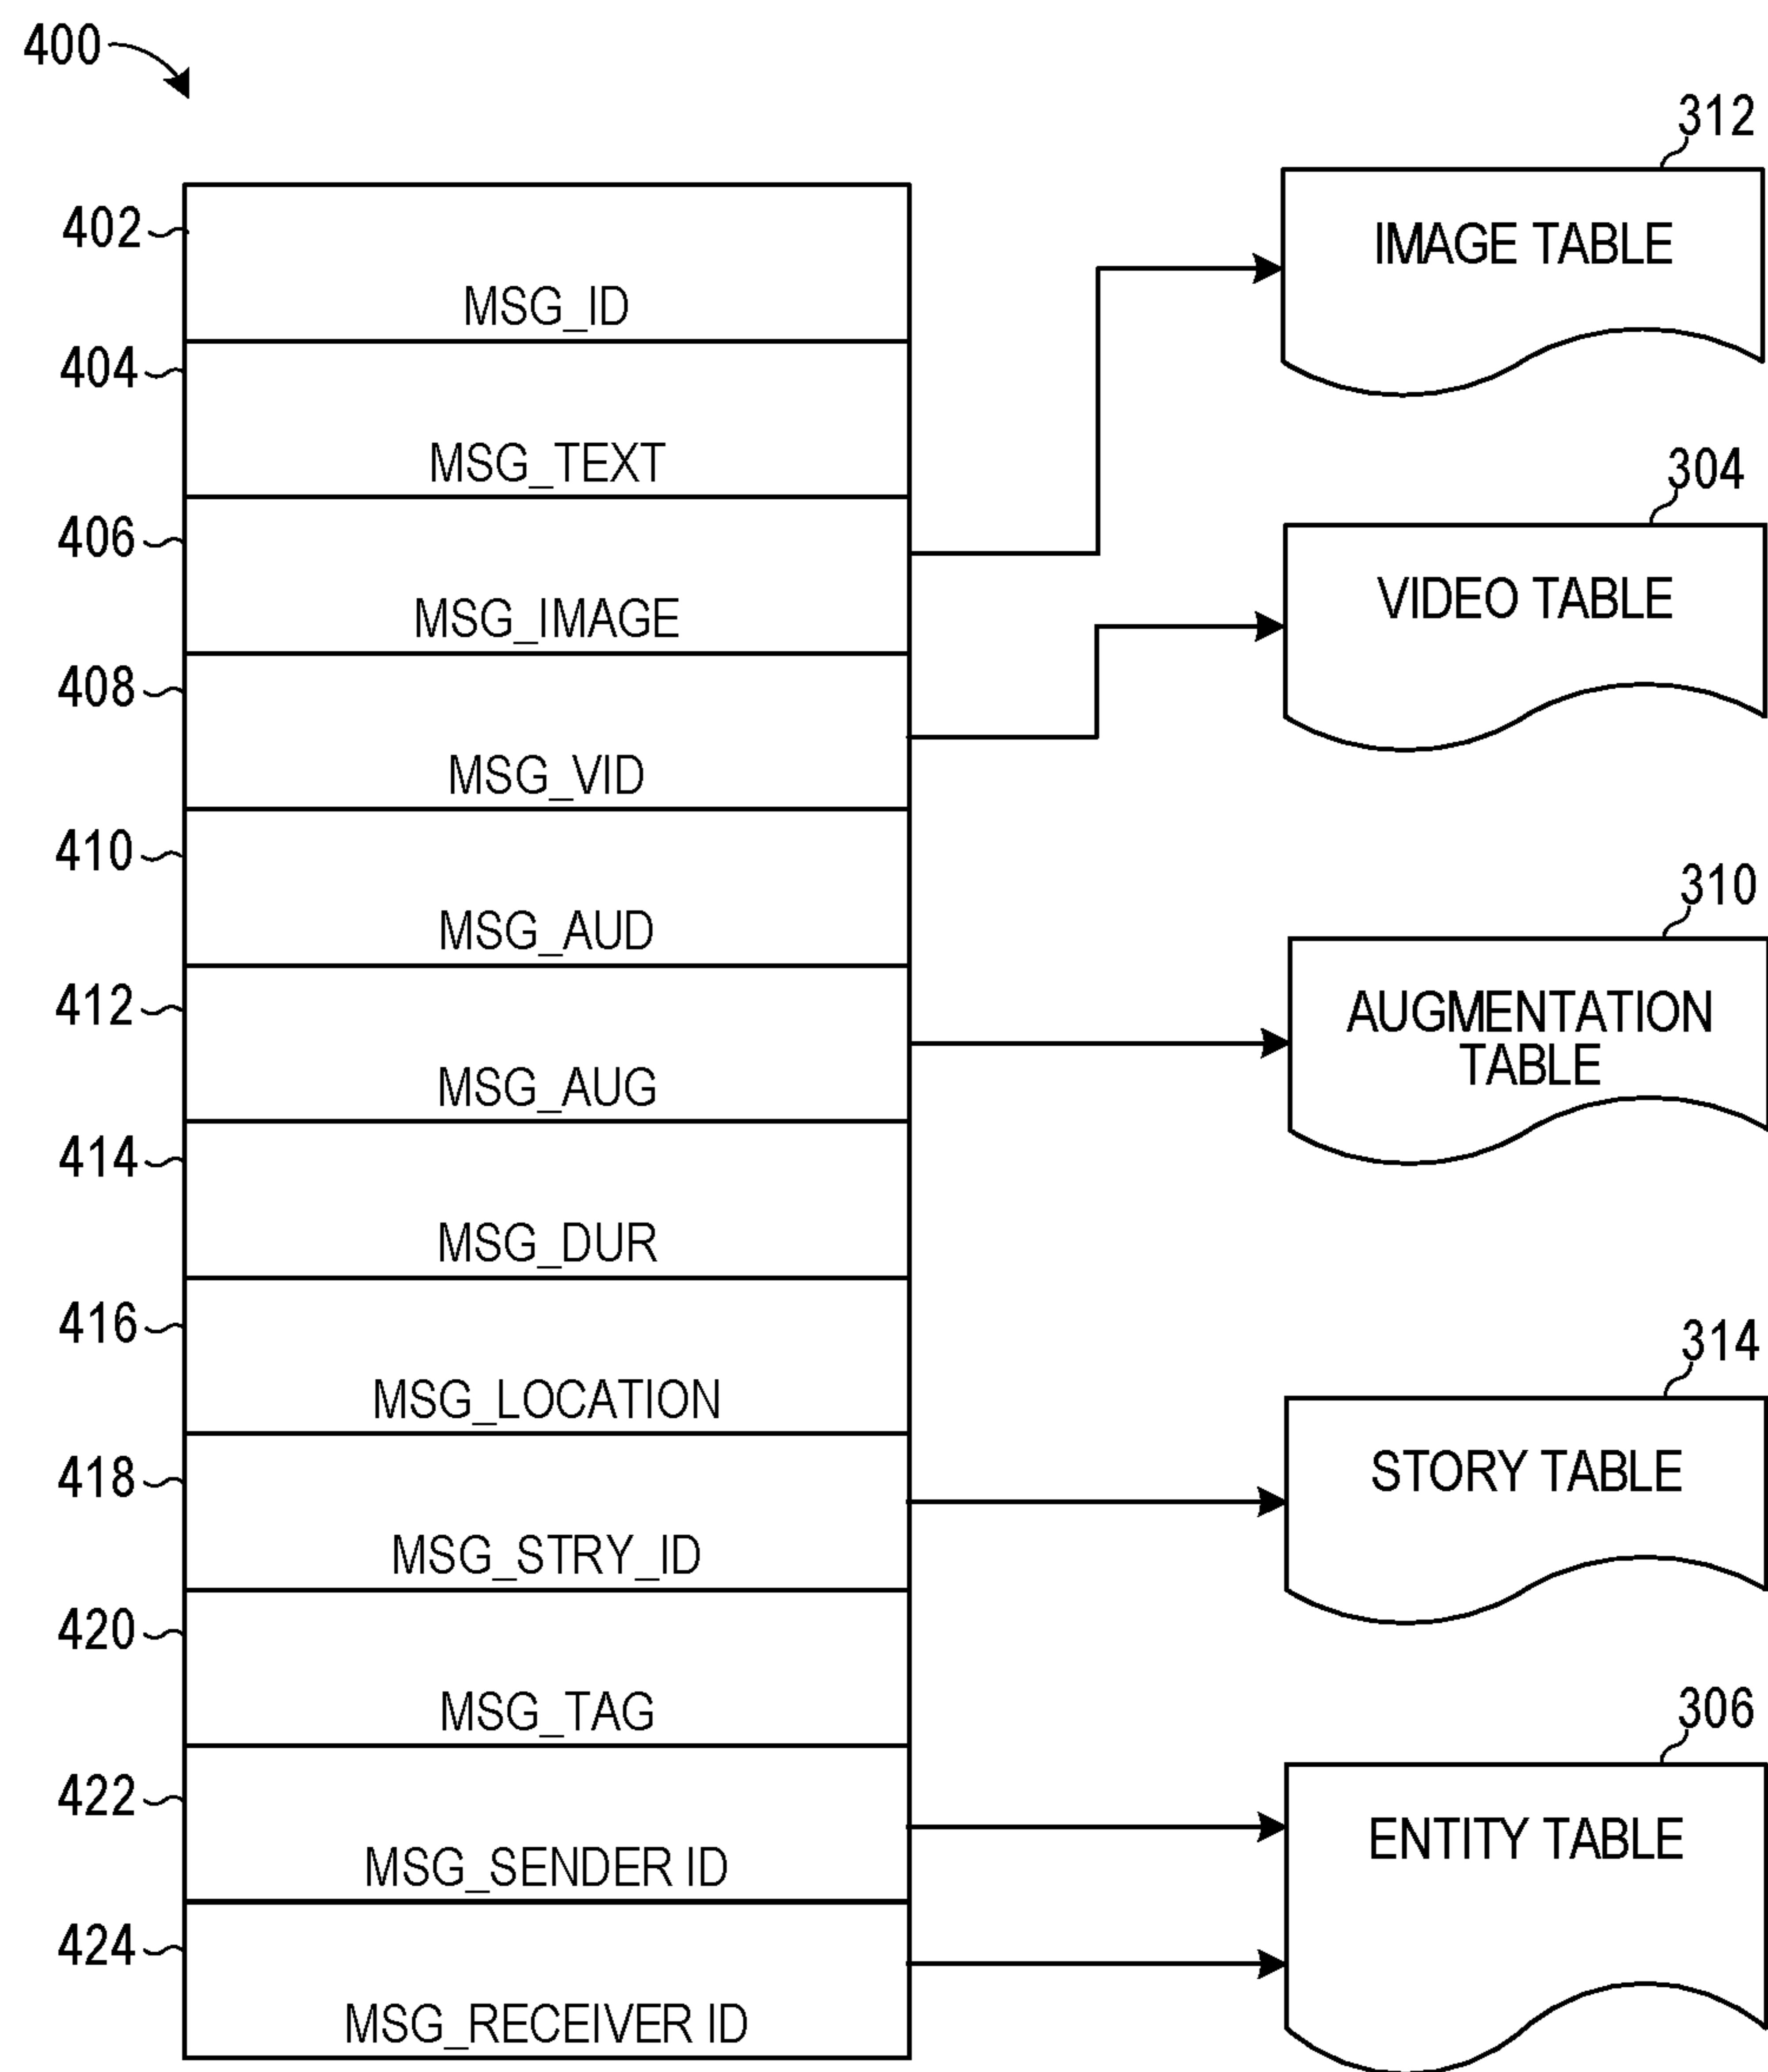 400
402
MSG_ID
404
MSG_TEXT
406
MSG_IMAGE
408
MSG_VID
410
MSG_AUD
412
MSG_AUG
414
MSG_DUR
416
MSG_LOCATION
418
MSG_STRY_ID
420
MSG_TAG
422
MSG_SENDER ID
424
MSG_RECEIVER ID
312
IMAGE TABLE
304
VIDEO TABLE
310
AUGMENTATION
TABLE
314
STORY TABLE
306
ENTITY TABLE